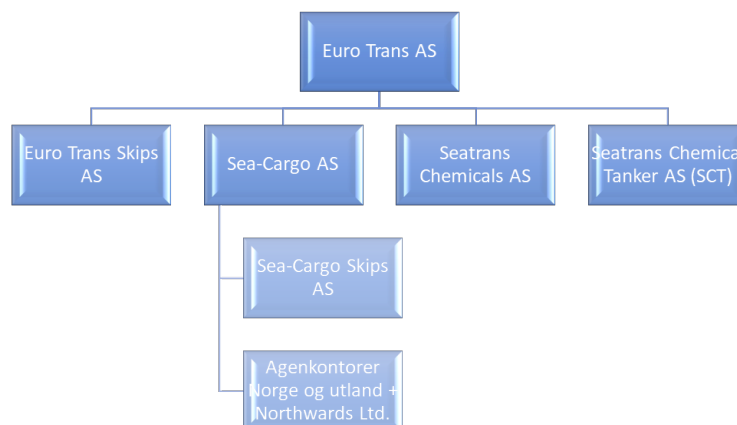 Euro Trans AS
Euro Trans Skips
AS
Sea-Cargo AS
Seatrans
Chemicals AS
Seatrans Chemica
Tanker AS (SCT)
Sea-Cargo Skips
AS
Agenkontorer
Norge og utland +
Northwards Ltd.